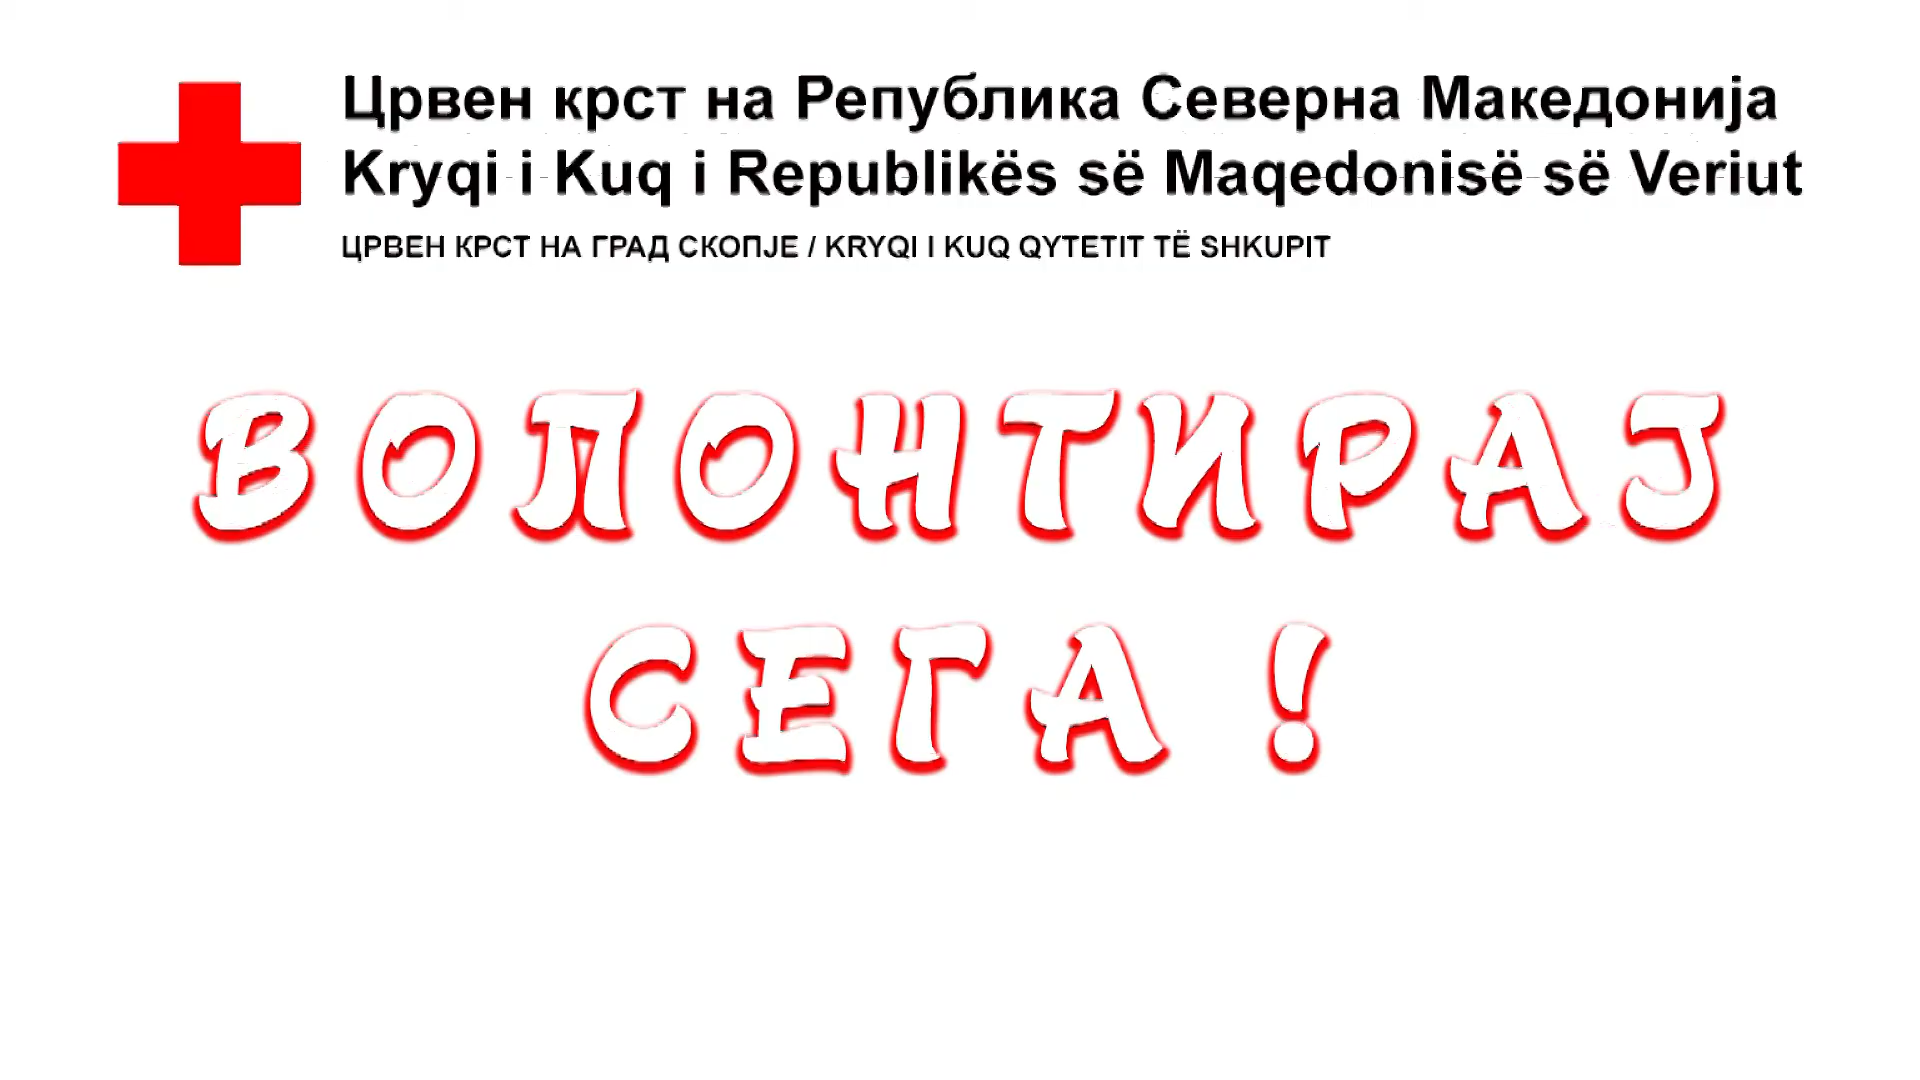 Црвен крст на Република Северна Македонија
Kryqi i Kuq i Republikës së Maqedonisë së Veriut
ЦРВЕН КРСТ НА ГРАД СКОПЈЕ / KRYQI I KUQ QYTETIT TË SHKUPIT
ВОЛОНТИРАЈ
СЕГА !